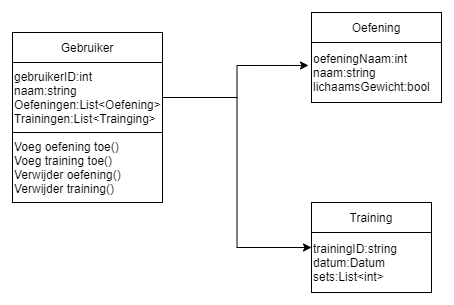 Gebruiker
gebruikerID:int
naam:string
Oefeningen:List<Oefening>
Trainingen:List<Trainging>
Voeg oefening toe()
Voeg training toe()
Verwijder oefening()
Verwijder training()
Oefening
oefeningNaam:int
naam:string
lichaamsGewicht:bool
Training
trainingID:string
datum:Datum
sets:List<int>